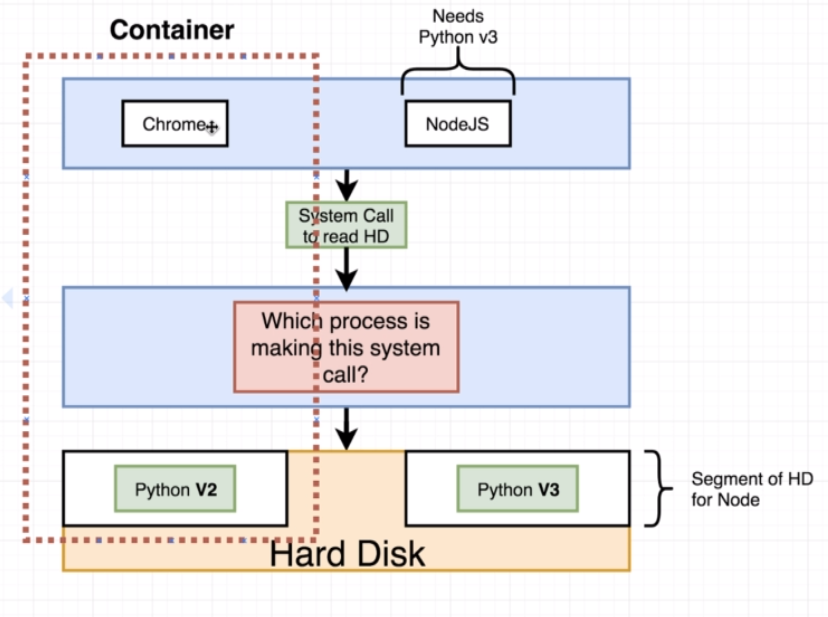 Container
Needs
Python v3
Chrome
NodeJS
System Call
to read HD
Which process is
making this system
call?
Python V2
Python V3
Segment of HD
for Node
Hard Disk